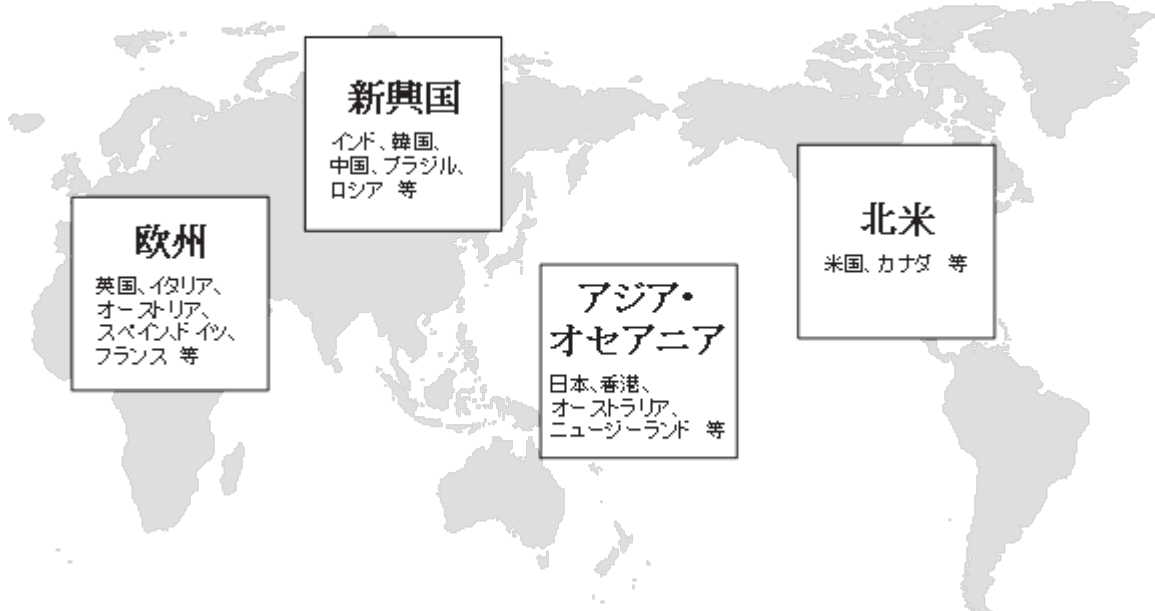 新興国
インド、韓国、
中国、ブラジル、
ロシア 等
欧州
英国、イタリア、
オーストリア、
スペイン、ドイツ、
フランス 等
アジア・
オセアニア
日本、香港、
オーストラリア、
ニュージーランド 等
北米
米国、カナダ 等